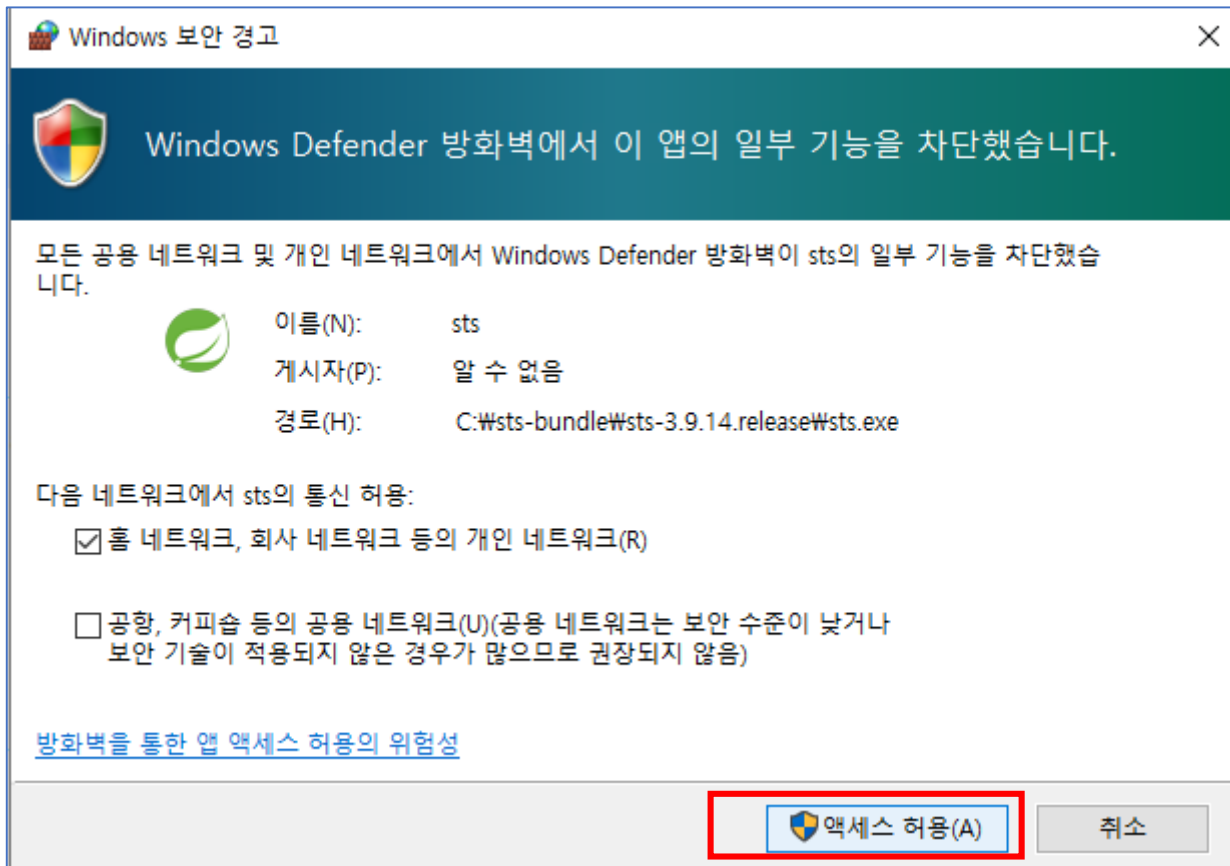 Windows 보안 경고
Windows Defender 방화벽에서 이 앱의 일부 기능을 차단했습니다.
모든 공용 네트워크 및 개인 네트워크에서 Windows Defender 방화벽이 sts의 일부 기능을 차단했습
니다.
이름(N): sts
게시자(P): 알 수 없음
경로(H): C:₩sts-bundle₩sts-3.9.14.release₩sts.exe
다음 네트워크에서 sts의 통신 허용:
홈 네트워크, 회사 네트워크 등의 개인 네트워크(R)
공항, 커피숍 등의 공용 네트워크(U)(공용 네트워크는 보안 수준이 낮거나
보안 기술이 적용되지 않은 경우가 많으므로 권장되지 않음)
방화벽을 통한 앱 액세스 허용의 위험성
액세스 허용(A) 취소